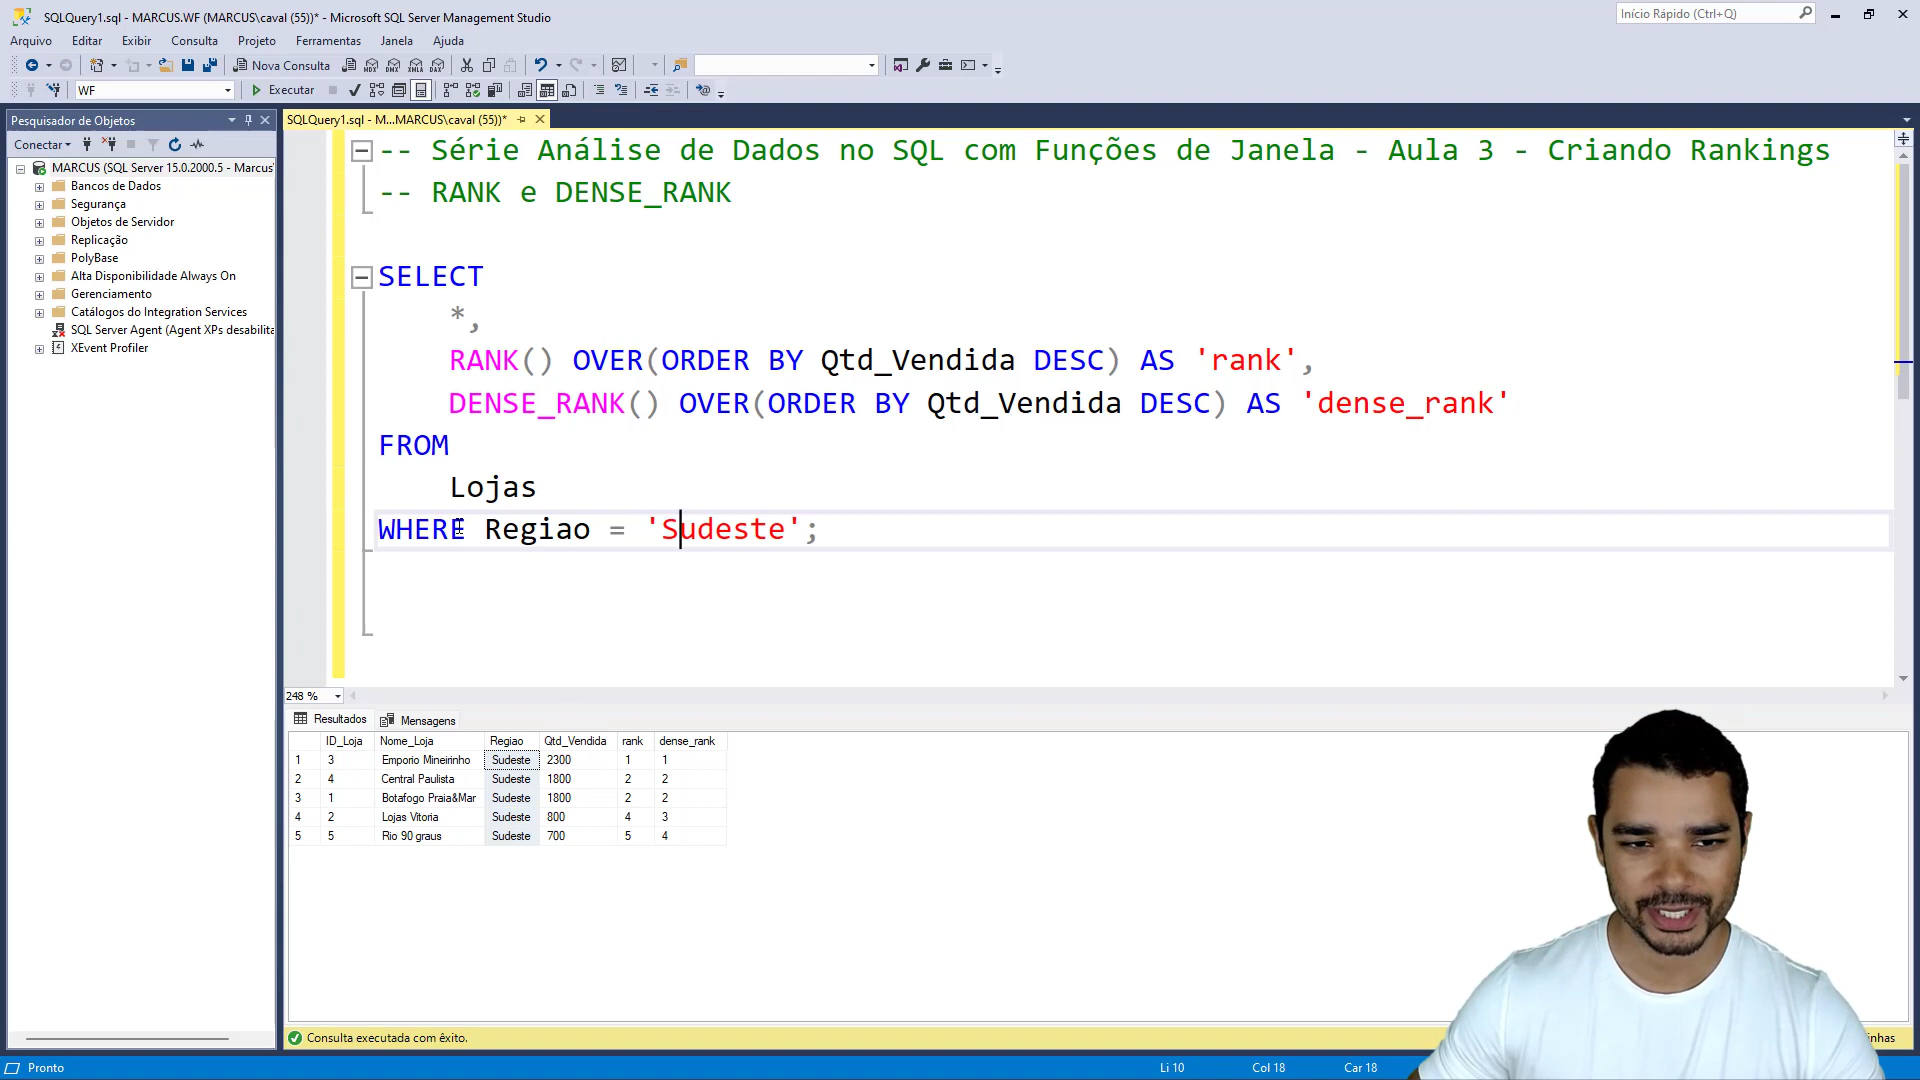 SQLQuery1.sql - MARCUS.WF (MARCUS\caval (55))* - Microsoft SQL Server Management Studio
Início Rápido (Ctrl+Q)
Arquivo Editar Exibir Consulta Projeto Ferramentas Janela Ajuda
Nova Consulta
WF Executar
Pesquisador de Objetos
SQLQuery1.sql - M...MARCUS\caval (55))*
Conectar
MARCUS (SQL Server 15.0.2000.5 - Marcus
Bancos de Dados
Segurança
Objetos de Servidor
Replicação
PolyBase
Alta Disponibilidade Always On
Gerenciamento
Catálogos do Integration Services
SQL Server Agent (Agent XPs desabilita
XEvent Profiler
-- Série Análise de Dados no SQL com Funções de Janela - Aula 3 - Criando Rankings
-- RANK e DENSE_RANK
SELECT
*,
RANK() OVER(ORDER BY Qtd_Vendida DESC) AS 'rank',
DENSE_RANK() OVER(ORDER BY Qtd_Vendida DESC) AS 'dense_rank'
FROM
Lojas
WHERE Regiao = 'Sudeste';
248 %
Resultados Mensagens
ID_Loja Nome_Loja Regiao Qtd_Vendida rank dense_rank
1 3 Emporio Mineirinho Sudeste 2300 1 1
2 4 Central Paulista Sudeste 1800 2 2
3 1 Botafogo Praia&Mar Sudeste 1800 2 2
4 2 Lojas Vitoria Sudeste 800 4 3
5 5 Rio 90 graus Sudeste 700 5 4
Consulta executada com êxito.
inhas
Pronto
Li 10 Col 18 Car 18